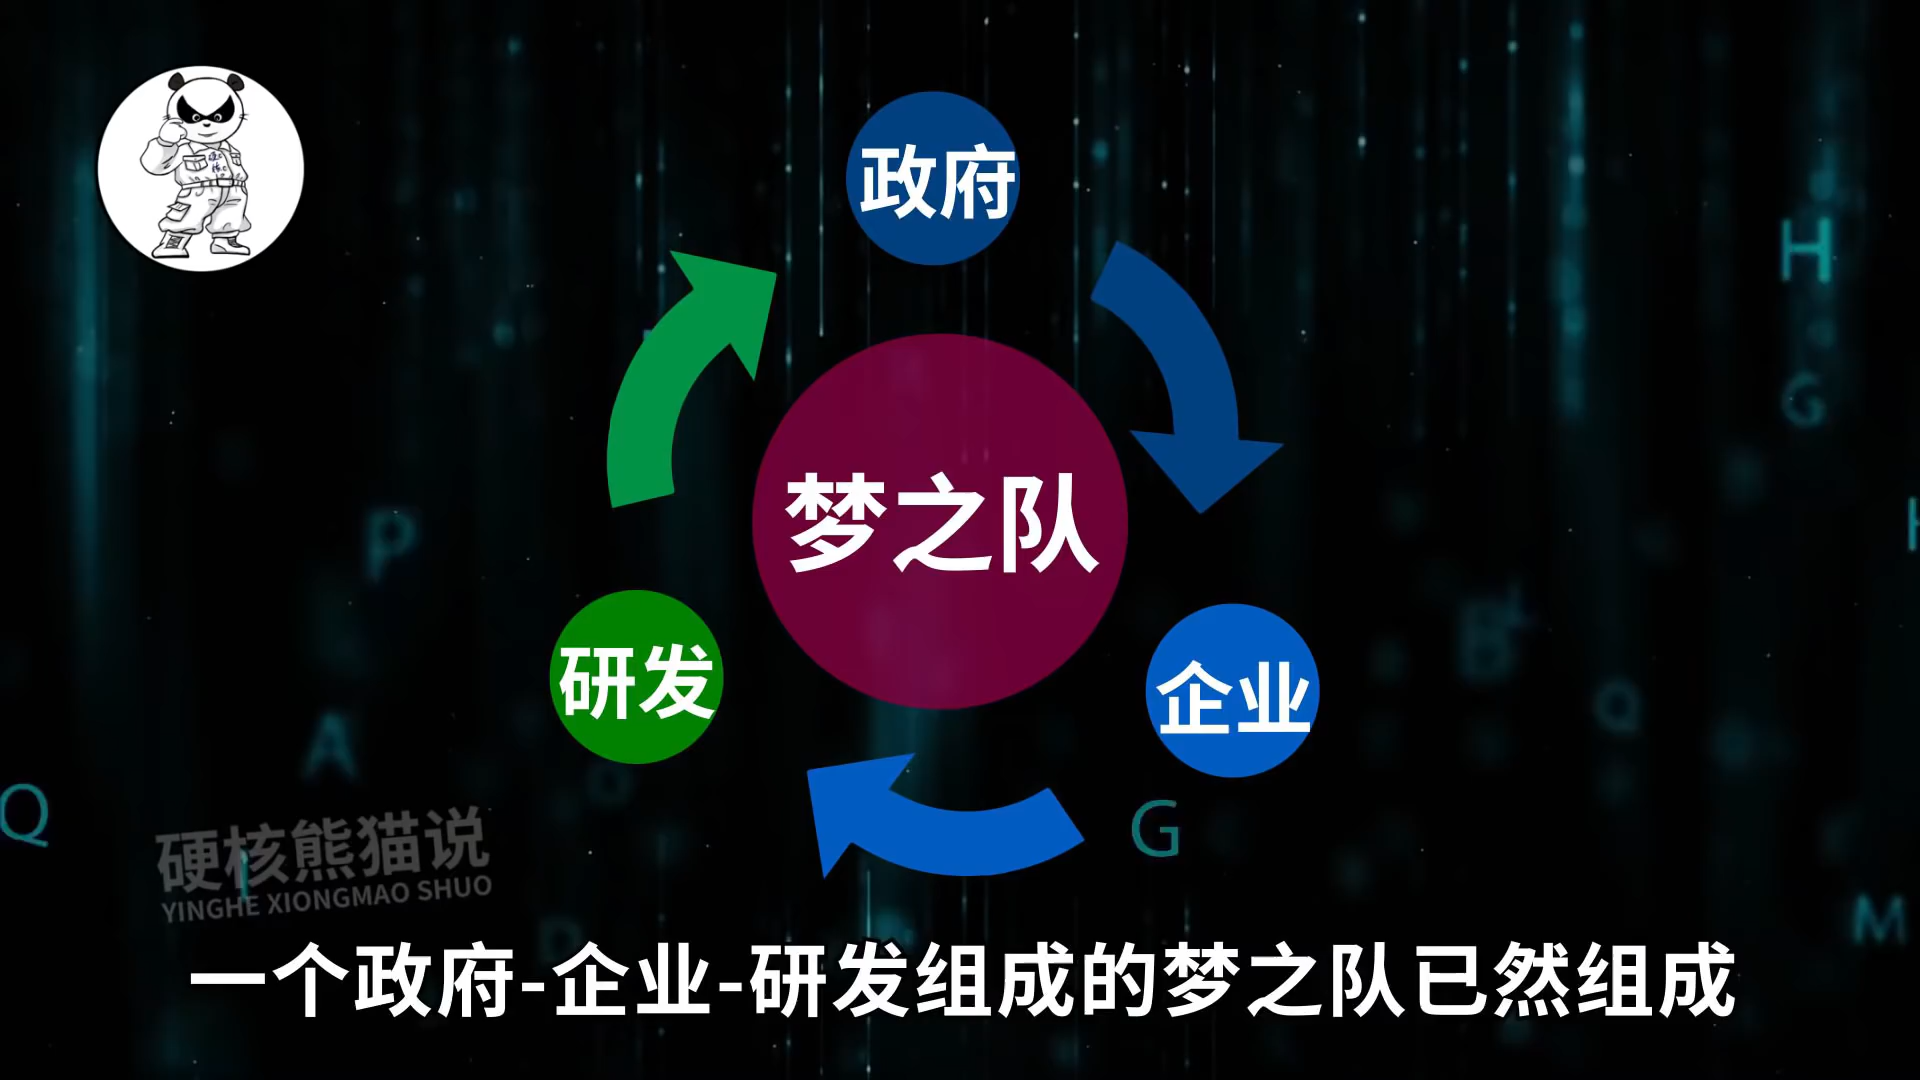 政府
梦之队
研发
企业
H
G
P
B
Q
A
Q
G
M
硬核熊猫说
YINGHE XIONGMAO SHUO
一个政府-企业-研发组成的梦之队已然组成